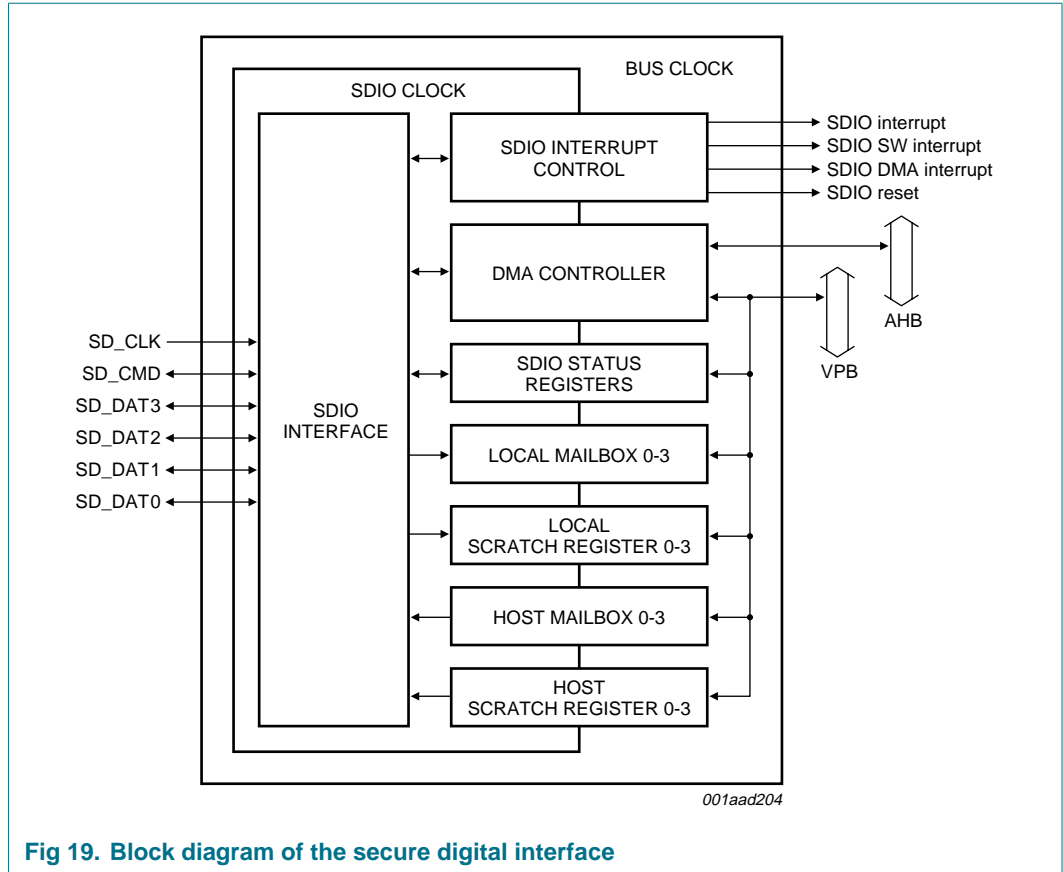 BUS CLOCK
SDIO CLOCK
SDIO INTERRUPT
CONTROL
SDIO interrupt
SDIO SW interrupt
SDIO DMA interrupt
SDIO reset
DMA CONTROLLER
AHB
VPB
SD_CLK
SD_CMD
SD_DAT3
SD_DAT2
SD_DAT1
SD_DAT0
SDIO
INTERFACE
SDIO STATUS
REGISTERS
LOCAL MAILBOX 0-3
LOCAL
SCRATCH REGISTER 0-3
HOST MAILBOX 0-3
HOST
SCRATCH REGISTER 0-3
001aad204
Fig 19. Block diagram of the secure digital interface